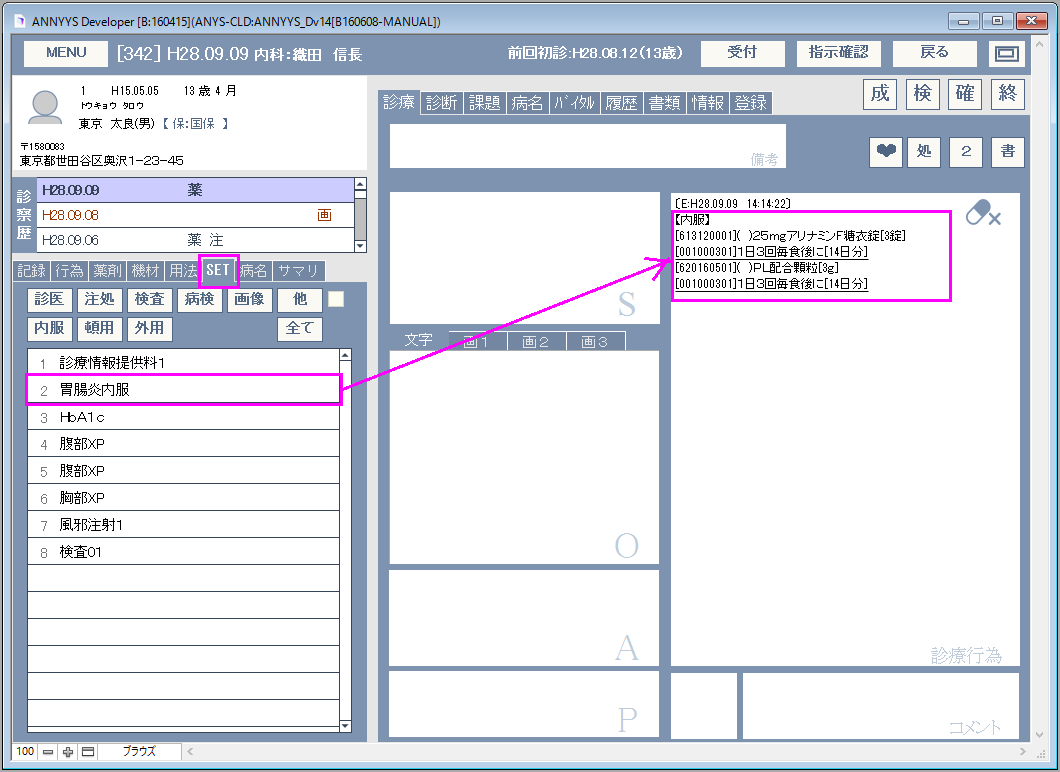 ANNYYS Developer [B:160415](ANYS-CLD:ANNYYS_Dv14[B160608-MANUAL])
MENU [342] H28.09.09 内科:織田 信長 前回初診:H28.08.12(13歳) 受付 指示確認 戻る
1 H15.05.05 13 歳 4 月
トウキョウ タロウ
東京 太良(男)【 保:国保 】
〒1580083
東京都世田谷区奥沢1-23-45
診察歴
H28.09.09 薬
H28.09.08 画
H28.09.06 薬 注
記録 行為 薬剤 機材 用法 SET 病名 サマリ
診医 注処 検査 病検 画像 他
内服 頓用 外用 全て
1 診療情報提供料1
2 胃腸炎内服
3 HbA1c
4 腹部XP
5 腹部XP
6 胸部XP
7 風邪注射1
8 検査01
成 検 確 終
診療 診断 課題 病名 バイタル 履歴 書類 情報 登録
備考
処 2 書
S
文字 画1 画2 画3
O
A
P
[E:H28.09.09 14:14:22]
【内服】
[613120001]( )25mgアリナミンF糖衣錠[3錠]
[001000301]1日3回毎食後に[14日分]
[620160501]( )PL配合顆粒[3g]
[001000301]1日3回毎食後に[14日分]
診療行為
コメント
100 ブラウズ